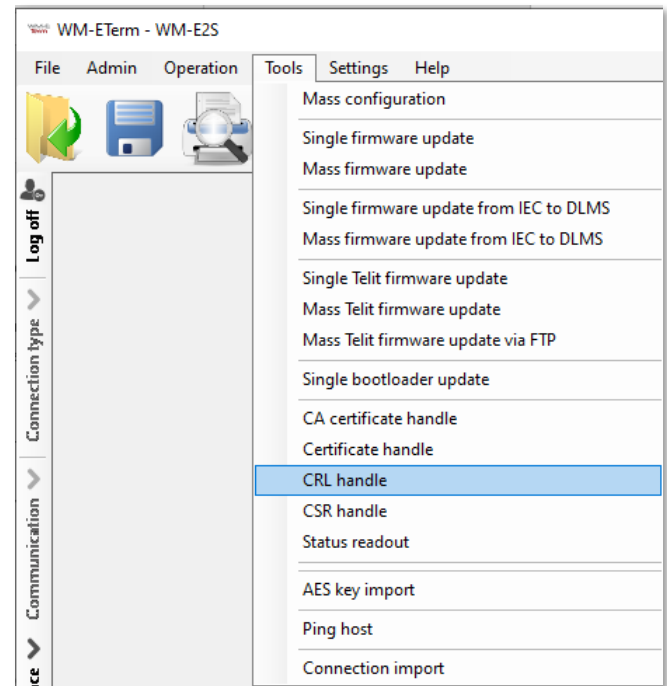 WM-ETerm - WM-E2S
File Admin Operation Tools Settings Help
Mass configuration
Single firmware update
Mass firmware update
Single firmware update from IEC to DLMS
Mass firmware update from IEC to DLMS
Single Telit firmware update
Mass Telit firmware update
Mass Telit firmware update via FTP
Single bootloader update
CA certificate handle
Certificate handle
CRL handle
CSR handle
Status readout
AES key import
Ping host
Connection import
Log off
Connection type
Communication